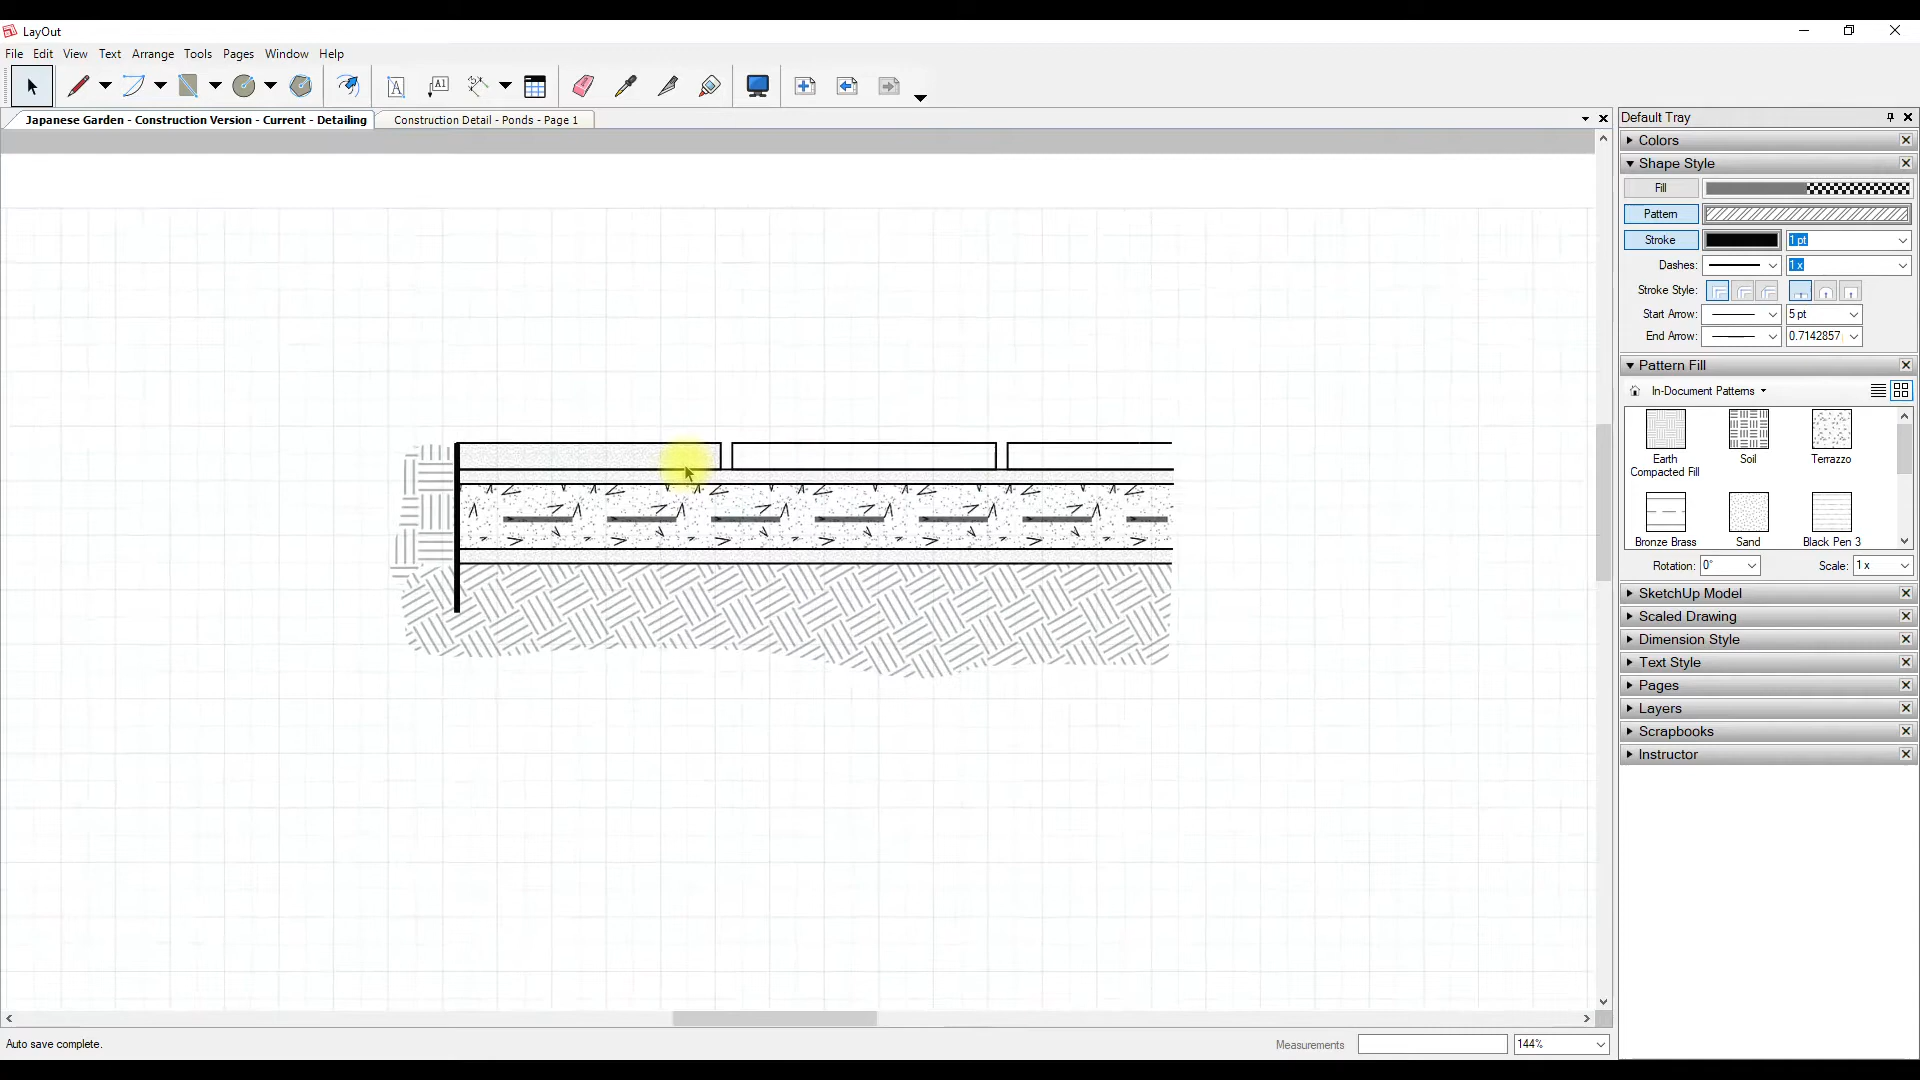 LayOut
File Edit View Text Arrange Tools Pages Window Help
Japanese Garden - Construction Version - Current - Detailing
Construction Detail - Ponds - Page 1
Default Tray
Colors
Shape Style
Fill
Pattern
Stroke 1 pt
Dashes: 1 x
Stroke Style:
Start Arrow: 5 pt
End Arrow: 0.7142857
Pattern Fill
In-Document Patterns
Earth Compacted Fill
Soil
Terrazzo
Bronze Brass
Sand
Black Pen 3
Rotation: 0° Scale: 1 x
SketchUp Model
Scaled Drawing
Dimension Style
Text Style
Pages
Layers
Scrapbooks
Instructor
Auto save complete.
Measurements
144%